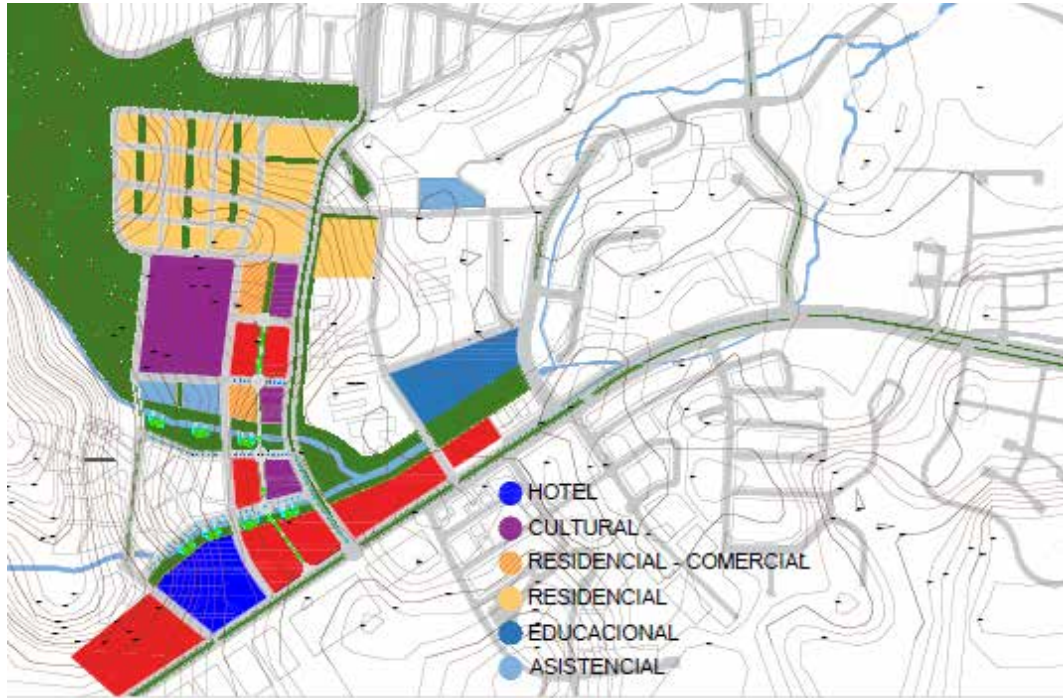 HOTEL
CULTURAL
RESIDENCIAL - COMERCIAL
RESIDENCIAL
EDUCACIONAL
ASISTENCIAL